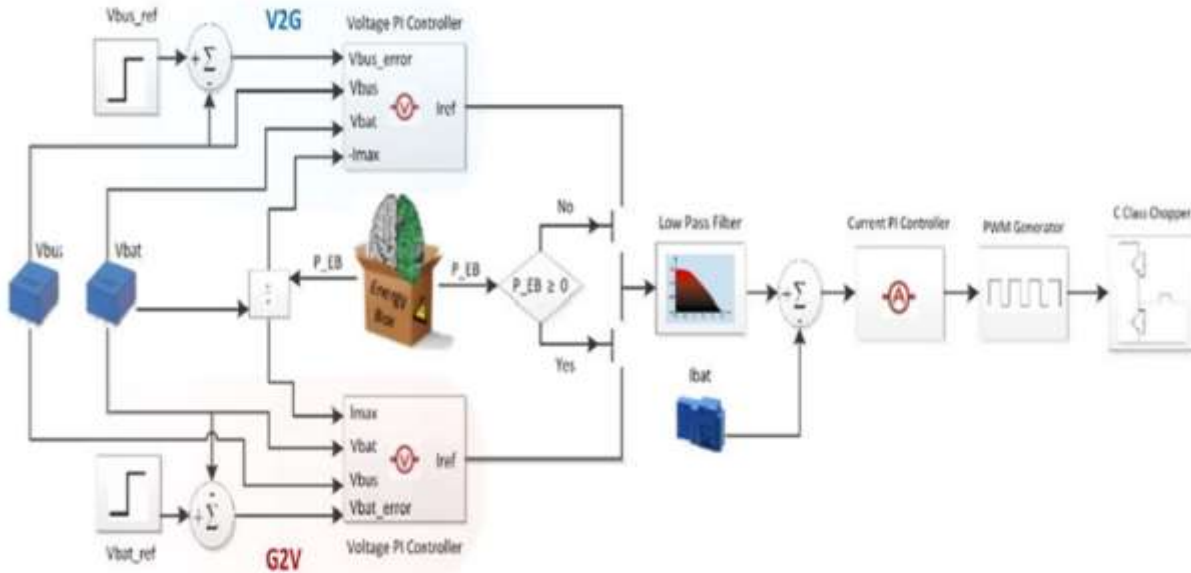 Vbus_ref
V2G
Voltage PI Controller
Vbus_error
Vbus
Vbat
-Imax
Iref
Vbus
Vbat
P_EB
Energy
Box
P_EB
P_EB ≥ 0
No
Yes
Low Pass Filter
Current PI Controller
PWM Generator
C Class Chopper
+ Σ
-
+ Σ
-
A
V
Ibat
Imax
Vbat
Vbus
Vbat_error
Iref
V
Voltage PI Controller
+ Σ
Vbat_ref
G2V